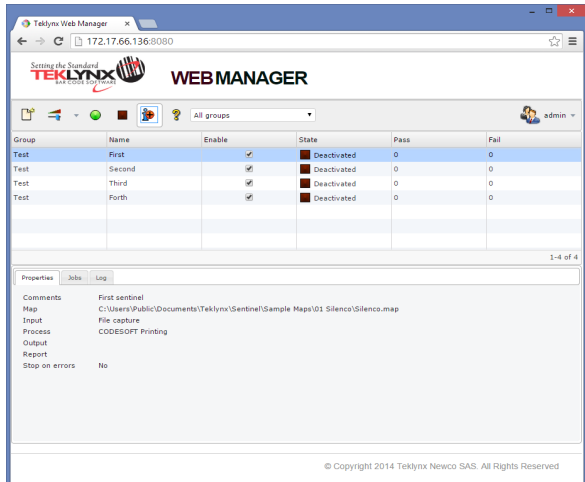 Teklynx Web Manager
172.17.66.136:8080
Setting the Standard
TEKLYNX
BAR CODE SOFTWARE
WEB MANAGER
All groups
admin
Group Name Enable State Pass Fail
Test First Deactivated 0 0
Test Second Deactivated 0 0
Test Third Deactivated 0 0
Test Forth Deactivated 0 0
1-4 of 4
Properties Jobs Log
Comments First sentinel
Map C:\Users\Public\Documents\Teklynx\Sentinel\Sample Maps\01 Silenco\Silenco.map
Input File capture
Process CODESOFT Printing
Output
Report
Stop on errors No
© Copyright 2014 Teklynx Newco SAS. All Rights Reserved